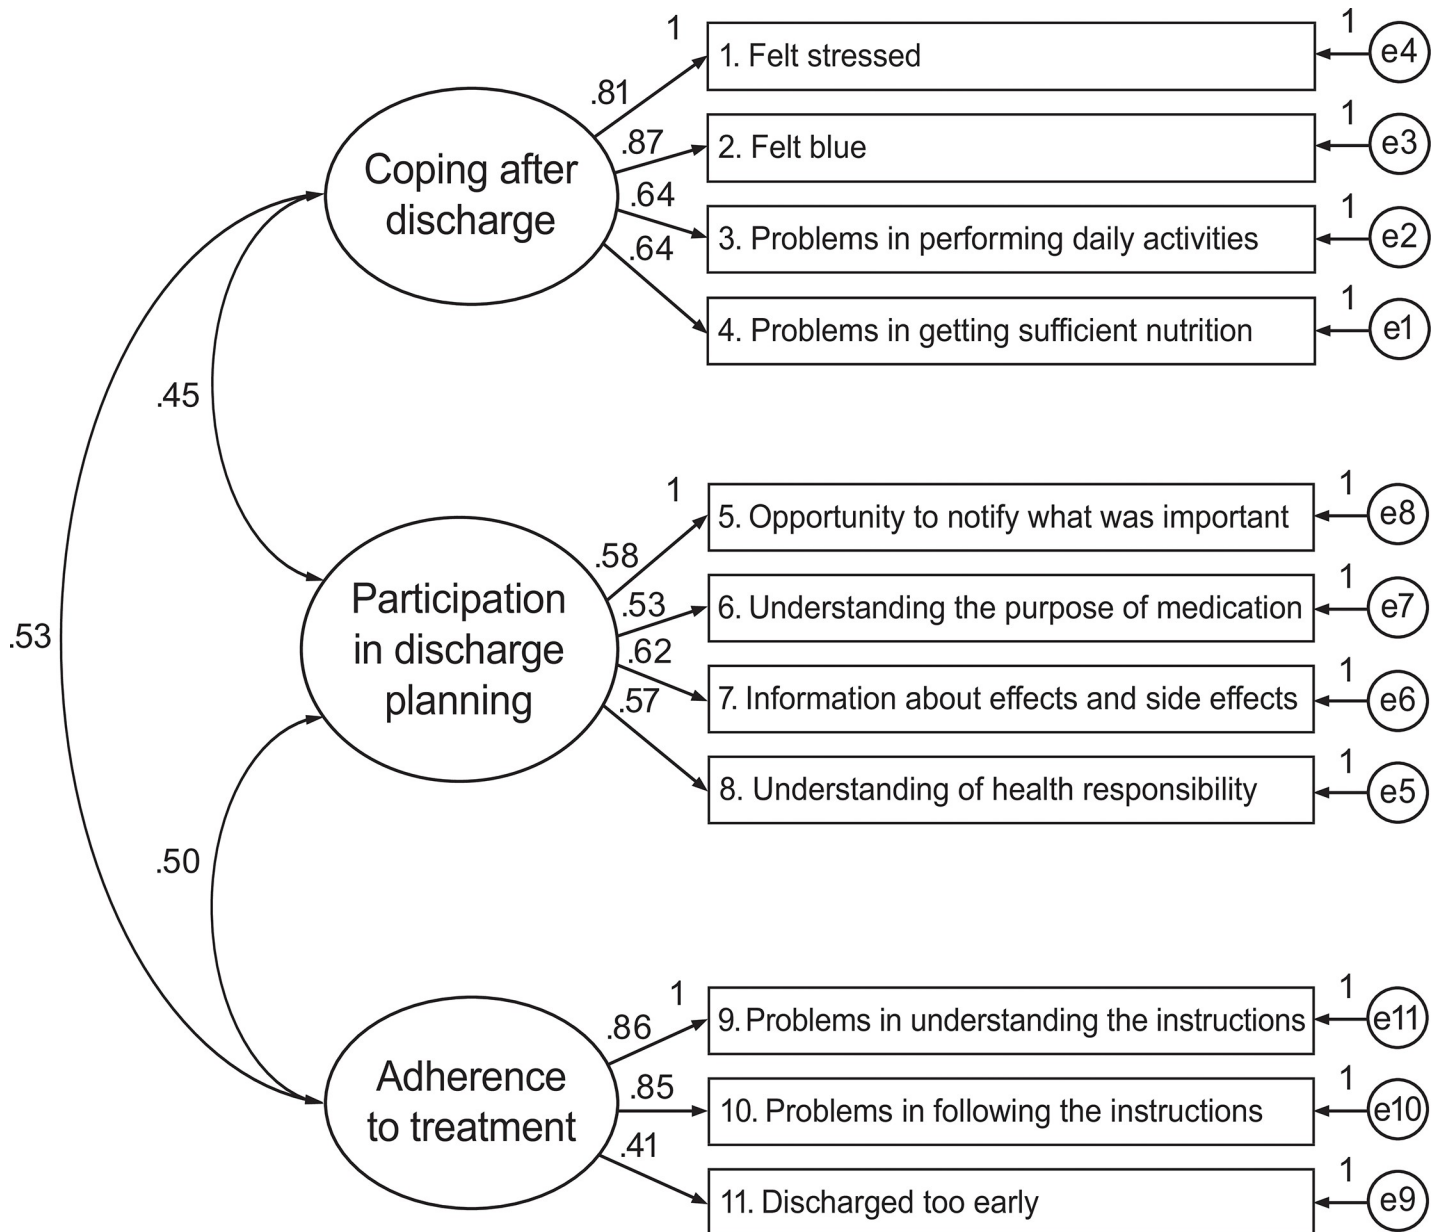 1
1. Felt stressed
1
e4
.81
.87
2. Felt blue
1
e3
Coping after
discharge
.64
3. Problems in performing daily activities
1
e2
.64
4. Problems in getting sufficient nutrition
1
e1
.45
1
5. Opportunity to notify what was important
1
e8
.58
.53
6. Understanding the purpose of medication
1
e7
Participation
in discharge
planning
.53
.62
7. Information about effects and side effects
1
e6
.57
8. Understanding of health responsibility
1
e5
.50
1
9. Problems in understanding the instructions
1
e11
.86
Adherence
to treatment
.85
10. Problems in following the instructions
1
e10
.41
11. Discharged too early
1
e9